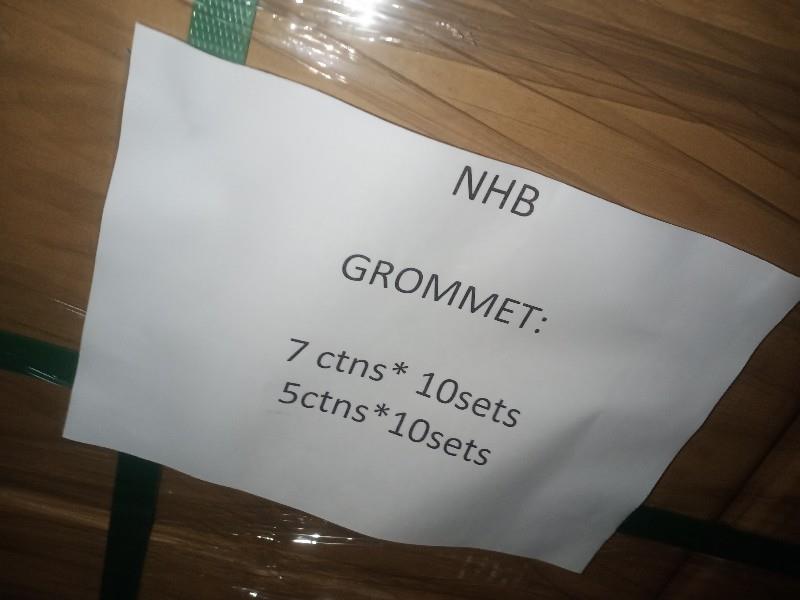 NHB
GROMMET:
7 ctns* 10sets
5ctns*10sets